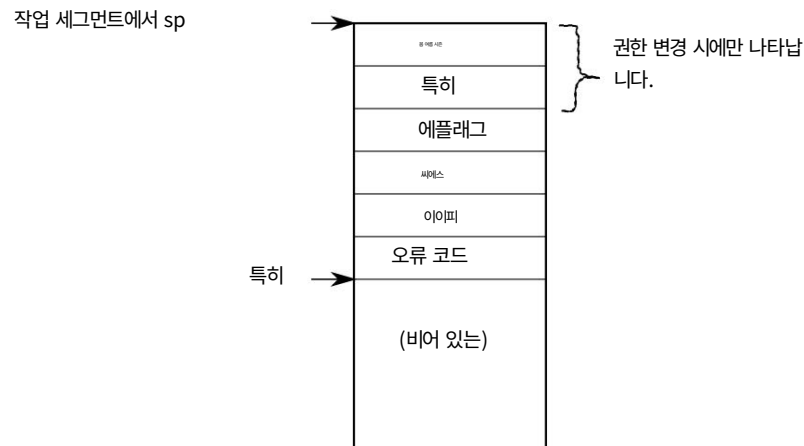 작업 세그먼트에서 sp
권한 변경 시에만 나타납
니다.
특히
에플래그
씨에스
이이피
오류 코드
특히
(비어 있는)